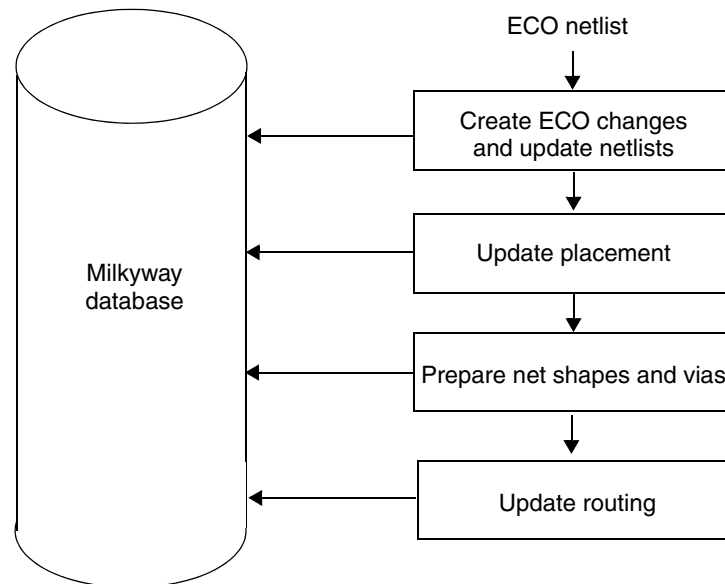 ECO netlist
Create ECO changes
and update netlists
Update placement
Milkyway
database
Prepare net shapes and vias
Update routing